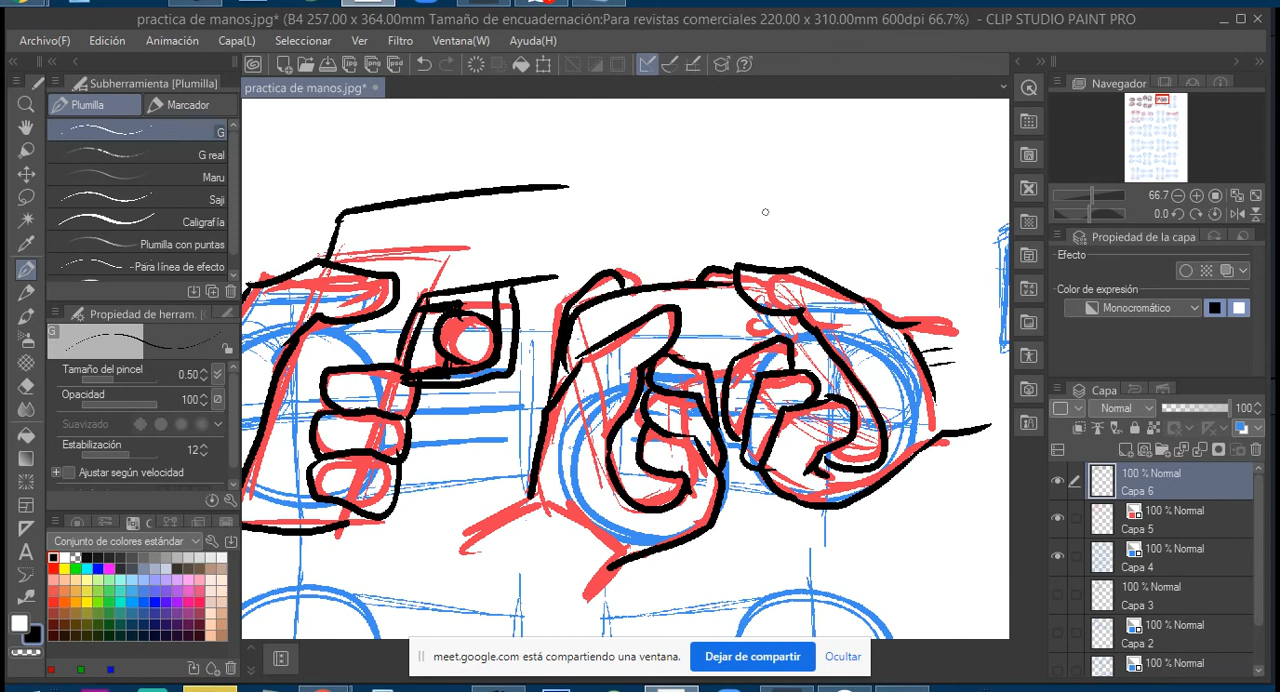 practica de manos.jpg* (B4 257.00 x 364.00mm Tamaño de encuadernación:Para revistas comerciales 220.00 x 310.00mm 600dpi 66.7%) - CLIP STUDIO PAINT PRO
Archivo(F) Edición Animación Capa(L) Seleccionar Ver Filtro Ventana(W) Ayuda(H)
Subherramienta [Plumilla]
Plumilla Marcador
G
G real
Maru
Saji
Caligrafía
Plumilla con puntas
Para línea de efecto
Propiedad de herram.
G
Tamaño del pincel 0.50
Opacidad 100
Suavizado
Estabilización 12
Ajustar según velocidad
C
Conjunto de colores estándar
practica de manos.jpg*
Navegador
66.7
0.0
Propiedad de la capa
Efecto
Color de expresión
Monocromático
Capa
Normal 100
100 % Normal
Capa 6
100 % Normal
Capa 5
100 % Normal
Capa 4
100 % Normal
Capa 3
100 % Normal
Capa 2
100 % Normal
meet.google.com está compartiendo una ventana. Dejar de compartir Ocultar